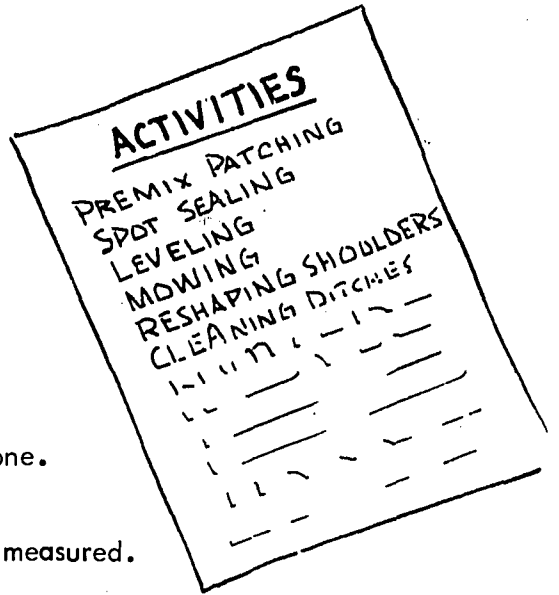 ACTIVITIES
PREMIX PATCHING
SPOT SEALING
LEVELING
MOWING
RESHAPING SHOULDERS
CLEANING DITCHES
one.
measured.